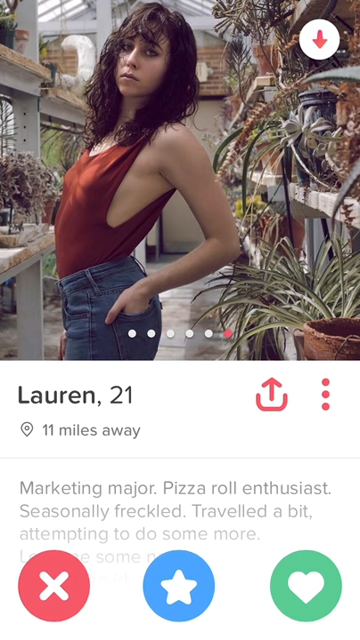 Lauren, 21
11 miles away
Marketing major. Pizza roll enthusiast.
Seasonally freckled. Travelled a bit,
attempting to do some more.
some